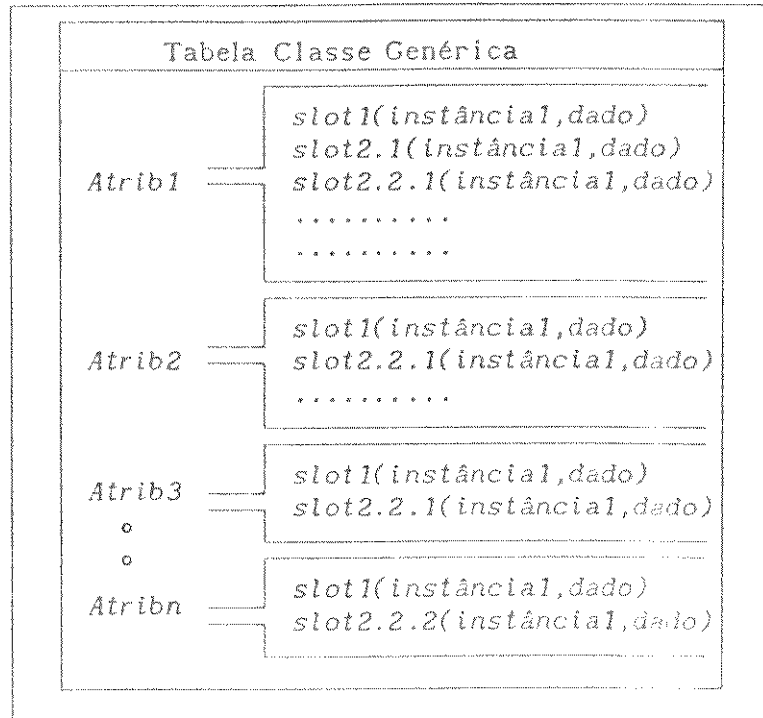 Tabela Classe Genérica
slot1(instância1,dado)
slot2.1(instância1,dado)
Atrib1
slot2.2.1(instância1,dado)
..........
..........
slot1(instância1,dado)
Atrib2
slot2.2.1(instância1,dado)
..........
Atrib3
slot1(instância1,dado)
slot2.2.1(instância1,dado)
o
o
Atribn
slot1(instância1,dado)
slot2.2.2(instância1,dado)